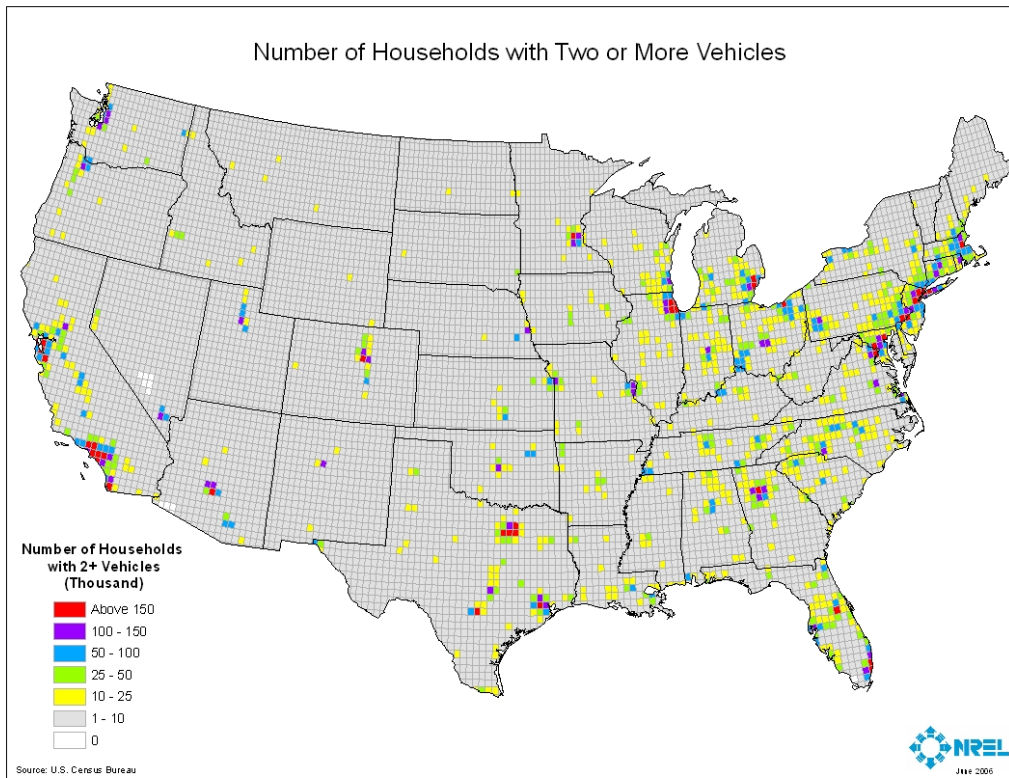 Number of Households with Two or More Vehicles
Number of Households
with 2+ Vehicles
(Thousand)
Above 150
100 - 150
50 - 100
25 - 50
10 - 25
1 - 10
0
Source: U.S. Census Bureau
NREL
June 2006